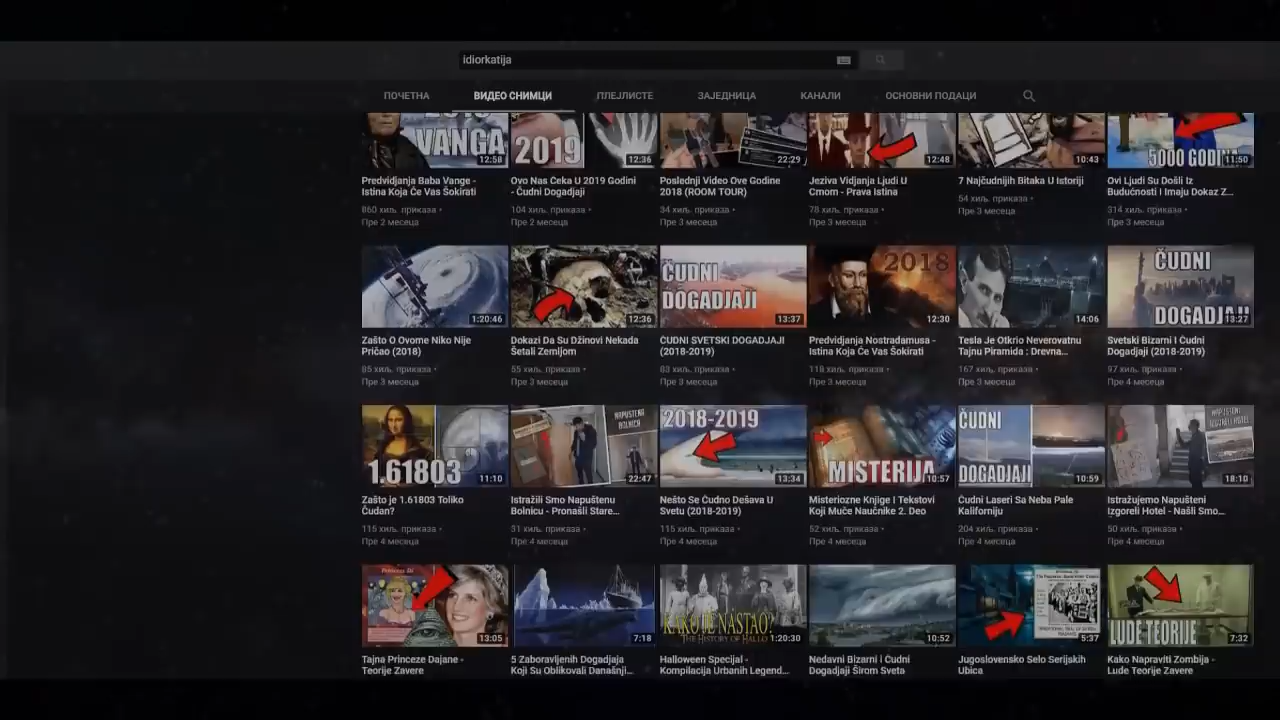 idiorkatija
ПОЧЕТНА ВИДЕО СНИМЦИ ПЛЕЈЛИСТЕ ЗАЈЕДНИЦА КАНАЛИ ОСНОВНИ ПОДАЦИ
VANGA 12:58
2019 12:36
22:29
12:48
10:43
5000 11:50
Predvidjanja Baba Vange -
Istina Koja Će Vas Šokirati
860 хиљ. приказа •
Пре 2 месеца
Ovo Nas Čeka U 2019 Godini
- Čudni Dogadjaji
104 хиљ. приказа •
Пре 2 месеца
Poslednji Video Ove Godine
2018 (ROOM TOUR)
34 хиљ. приказа •
Пре 3 месеца
Jeziva Vidjanja Ljudi U
Crnom - Prava Istina
78 хиљ. приказа •
Пре 3 месеца
7 Najčudnijih Bitaka U Istoriji
54 хиљ. приказа •
Пре 3 месеца
Ovi Ljudi Su Došli Iz
Budućnosti I Imaju Dokaz Z...
314 хиљ. приказа •
Пре 3 месеца
1:20:46
12:36
ČUDNI
DOGADJAJI
13:37
2018
12:30
14:06
ČUDNI
DOGADJAJI
13:27
Zašto O Ovome Niko Nije
Pričao (2018)
85 хиљ. приказа •
Пре 3 месеца
Dokazi Da Su Džinovi Nekada
Šetali Zemljom
55 хиљ. приказа •
Пре 3 месеца
ČUDNI SVETSKI DOGADJAJI
(2018-2019)
83 хиљ. приказа •
Пре 3 месеца
Predvidjanja Nostradamusa -
Istina Koja Će Vas Šokirati
118 хиљ. приказа •
Пре 3 месеца
Tesla Je Otkrio Neverovatnu
Tajnu Piramida : Drevna...
167 хиљ. приказа •
Пре 3 месеца
Svetski Bizarni I Čudni
Dogadjaji (2018-2019)
97 хиљ. приказа •
Пре 4 месеца
1.61803 11:10
NAPUŠTENU
BOLNICU
22:47
2018-2019
13:34
MISTERIJA 10:57
ČUDNI
DOGADJAJI 10:59
NAPUŠTENI
IZGORELI HOTEL
18:10
Zašto je 1.61803 Toliko
Čudan?
115 хиљ. приказа •
Пре 4 месеца
Istražili Smo Napuštenu
Bolnicu - Pronašli Stare...
31 хиљ. приказа •
Пре 4 месеца
Nešto Se Čudno Dešava U
Svetu (2018-2019)
115 хиљ. приказа •
Пре 4 месеца
Misteriozne Knjige I Tekstovi
Koji Muče Naučnike 2. Deo
52 хиљ. приказа •
Пре 4 месеца
Čudni Laseri Sa Neba Pale
Kaliforniju
204 хиљ. приказа •
Пре 4 месеца
Istražujemo Napušteni
Izgoreli Hotel - Našli Smo...
50 хиљ. приказа •
Пре 4 месеца
13:05
7:18
KAKO JE NASTAO?
THE HISTORY OF HALLO
1:20:30
10:52
5:37
LUDE TEORIJE 7:32
Tajna Princeze Dajane -
Teorije Zavere
5 Zaboravljenih Dogadjaja
Koji Su Oblikovali Današnji...
Halloween Specijal -
Kompilacija Urbanih Legend...
Nedavni Bizarni i Čudni
Dogadjaji Širom Sveta
Jugoslovensko Selo Serijskih
Ubica
Kako Napraviti Zombija -
Lude Teorije Zavere